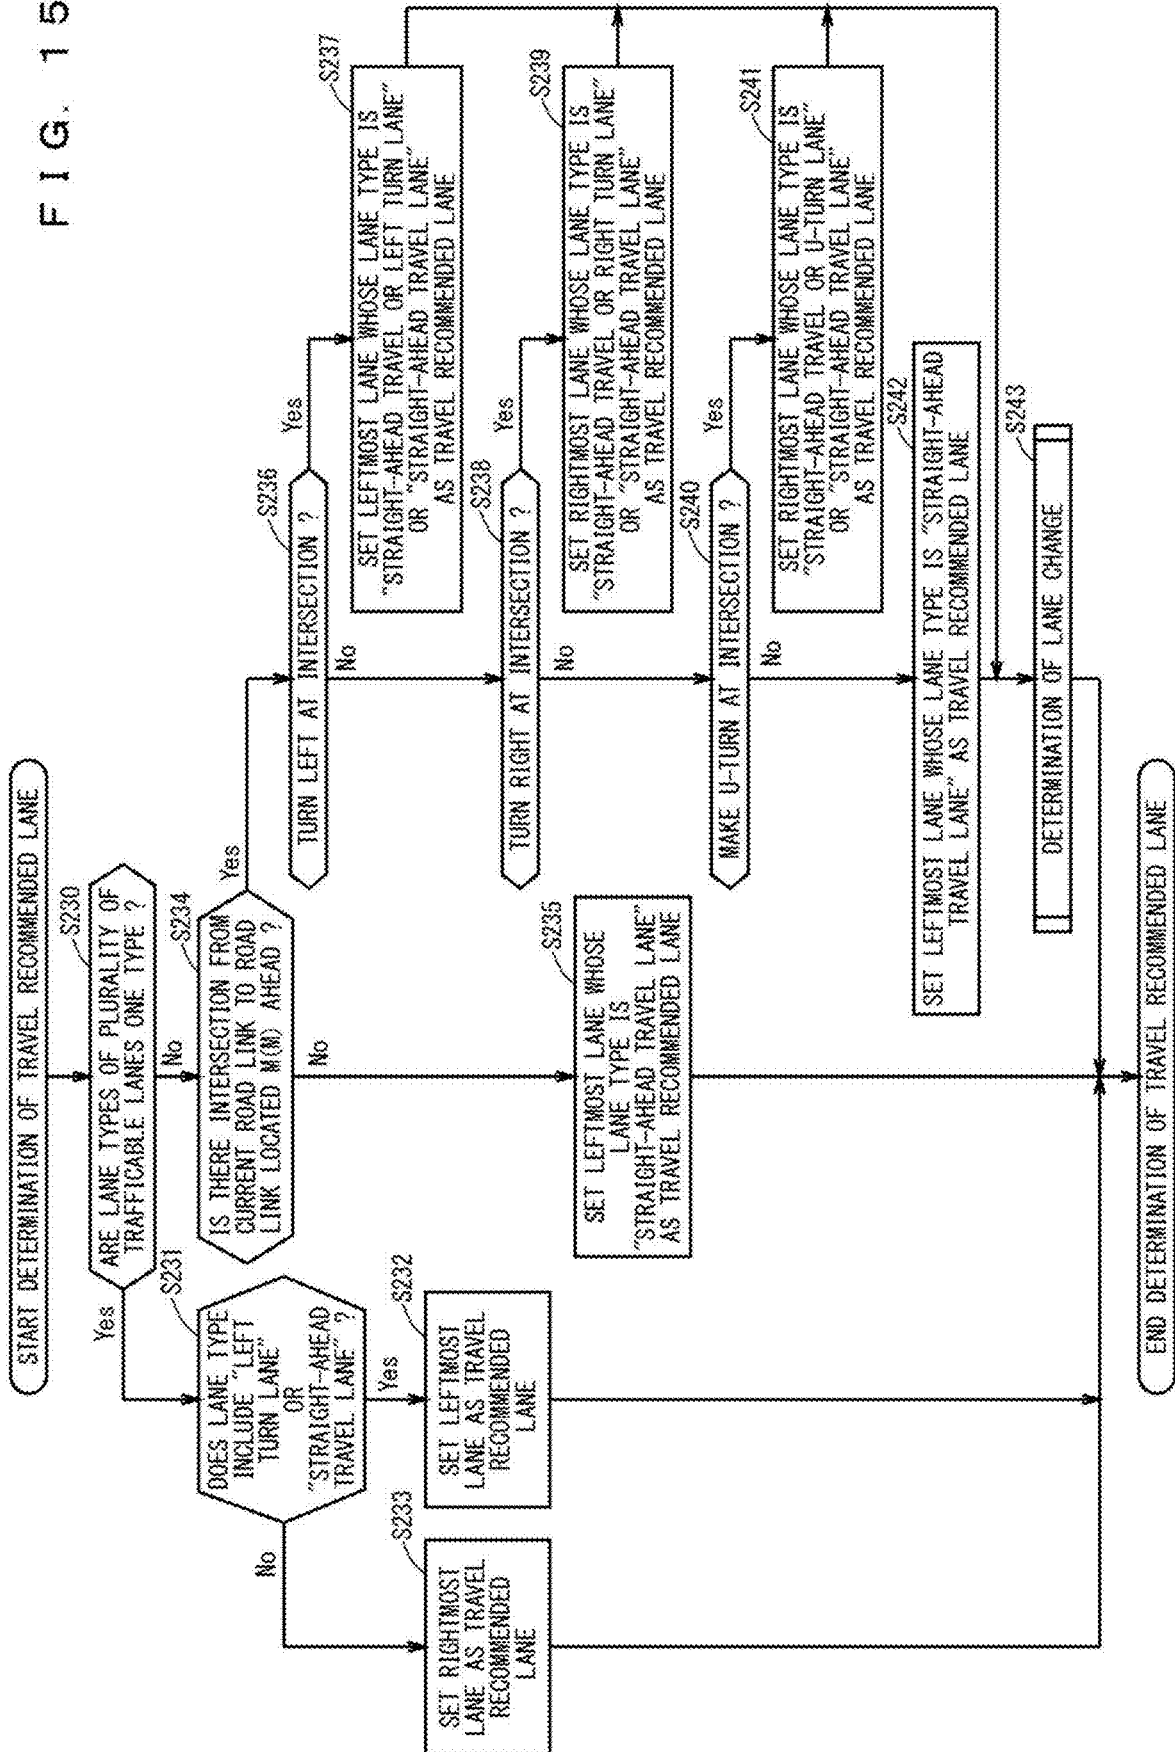 FIG. 15
START DETERMINATION OF TRAVEL RECOMMENDED LANE
S230
ARE LANE TYPES OF PLURALITY OF
TRAFFICABLE LANES ONE TYPE ?
Yes
No
S231
DOES LANE TYPE
INCLUDE "LEFT
TURN LANE"
OR
"STRAIGHT-AHEAD
TRAVEL LANE" ?
No
Yes
S233
SET RIGHTMOST
LANE AS TRAVEL
RECOMMENDED
LANE
S232
SET LEFTMOST
LANE AS TRAVEL
RECOMMENDED
LANE
S234
IS THERE INTERSECTION FROM
CURRENT ROAD LINK TO ROAD
LINK LOCATED M(M) AHEAD ?
Yes
No
S235
SET LEFTMOST LANE WHOSE
LANE TYPE IS
"STRAIGHT-AHEAD TRAVEL LANE"
AS TRAVEL RECOMMENDED LANE
S236
TURN LEFT AT INTERSECTION ?
Yes
No
S237
SET LEFTMOST LANE WHOSE LANE TYPE IS
"STRAIGHT-AHEAD TRAVEL OR LEFT TURN LANE"
OR "STRAIGHT-AHEAD TRAVEL LANE"
AS TRAVEL RECOMMENDED LANE
S238
TURN RIGHT AT INTERSECTION ?
Yes
No
S239
SET RIGHTMOST LANE WHOSE LANE TYPE IS
"STRAIGHT-AHEAD TRAVEL OR RIGHT TURN LANE"
OR "STRAIGHT-AHEAD TRAVEL LANE"
AS TRAVEL RECOMMENDED LANE
S240
MAKE U-TURN AT INTERSECTION ?
Yes
No
S241
SET RIGHTMOST LANE WHOSE LANE TYPE IS
"STRAIGHT-AHEAD TRAVEL OR U-TURN LANE"
OR "STRAIGHT-AHEAD TRAVEL LANE"
AS TRAVEL RECOMMENDED LANE
S242
SET LEFTMOST LANE WHOSE LANE TYPE IS "STRAIGHT-AHEAD
TRAVEL LANE" AS TRAVEL RECOMMENDED LANE
S243
DETERMINATION OF LANE CHANGE
END DETERMINATION OF TRAVEL RECOMMENDED LANE